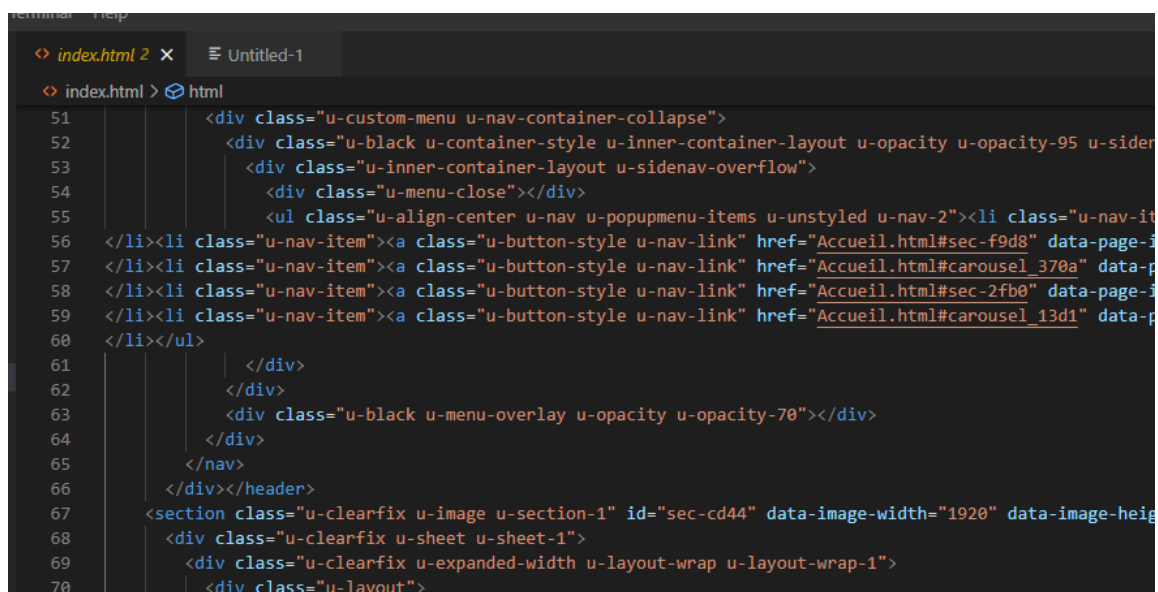 Terminal Help
index.html 2 Untitled-1
index.html > html
51 <div class="u-custom-menu u-nav-container-collapse">
52 <div class="u-black u-container-style u-inner-container-layout u-opacity u-opacity-95 u-siden
53 <div class="u-inner-container-layout u-sidenav-overflow">
54 <div class="u-menu-close"></div>
55 <ul class="u-align-center u-nav u-popupmenu-items u-unstyled u-nav-2"><li class="u-nav-it
56 </li><li class="u-nav-item"><a class="u-button-style u-nav-link" href="Accueil.html#sec-f9d8" data-page-i
57 </li><li class="u-nav-item"><a class="u-button-style u-nav-link" href="Accueil.html#carousel_370a" data-p
58 </li><li class="u-nav-item"><a class="u-button-style u-nav-link" href="Accueil.html#sec-2fb0" data-page-i
59 </li><li class="u-nav-item"><a class="u-button-style u-nav-link" href="Accueil.html#carousel_13d1" data-p
60 </li></ul>
61 </div>
62 </div>
63 <div class="u-black u-menu-overlay u-opacity u-opacity-70"></div>
64 </div>
65 </nav>
66 </div></header>
67 <section class="u-clearfix u-image u-section-1" id="sec-cd44" data-image-width="1920" data-image-heig
68 <div class="u-clearfix u-sheet u-sheet-1">
69 <div class="u-clearfix u-expanded-width u-layout-wrap u-layout-wrap-1">
70 <div class="u-layout">